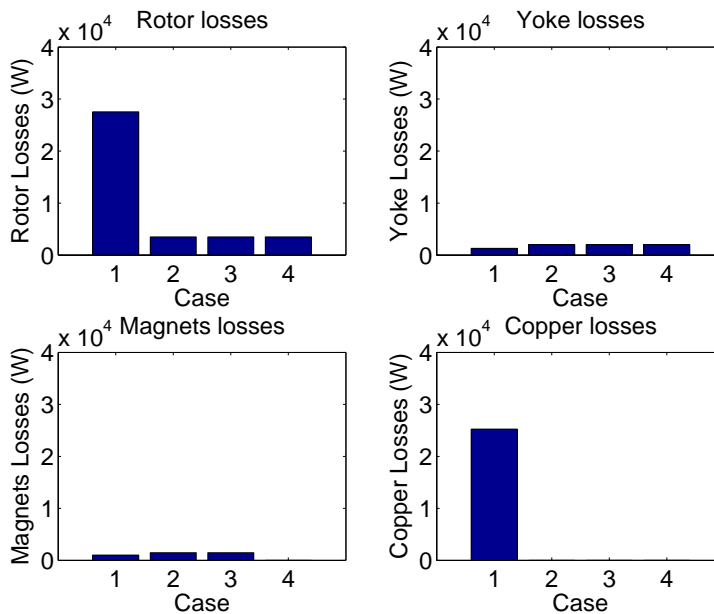 Rotor losses
x 10^4
4
3
2
1
0
Rotor Losses (W)
1 2 3 4
Case
Yoke losses
x 10^4
4
3
2
1
0
Yoke Losses (W)
1 2 3 4
Case
Magnets losses
x 10^4
4
3
2
1
0
Magnets Losses (W)
1 2 3 4
Case
Copper losses
x 10^4
4
3
2
1
0
Copper Losses (W)
1 2 3 4
Case